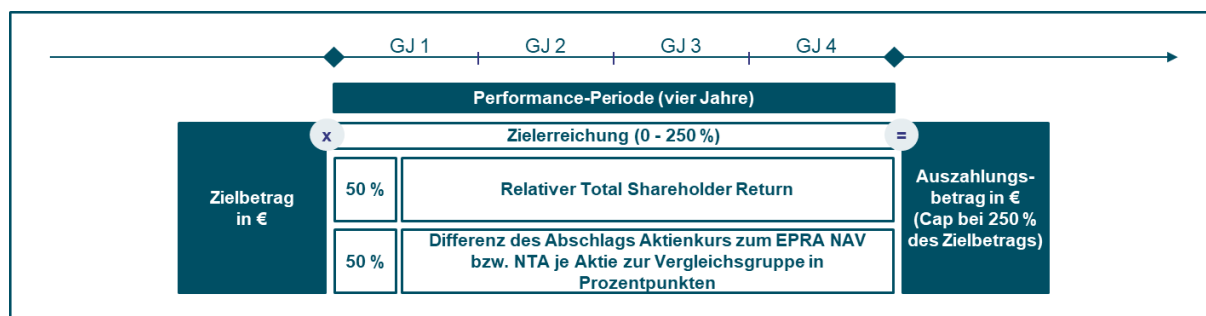 GJ 1
GJ 2
GJ 3
GJ 4
Performance-Periode (vier Jahre)
Zielbetrag
in €
x
Zielerreichung (0 - 250 %)
=
50 %
Relativer Total Shareholder Return
50 %
Differenz des Abschlags Aktienkurs zum EPRA NAV
bzw. NTA je Aktie zur Vergleichsgruppe in
Prozentpunkten
Auszahlungs-
betrag in €
(Cap bei 250 %
des Zielbetrags)